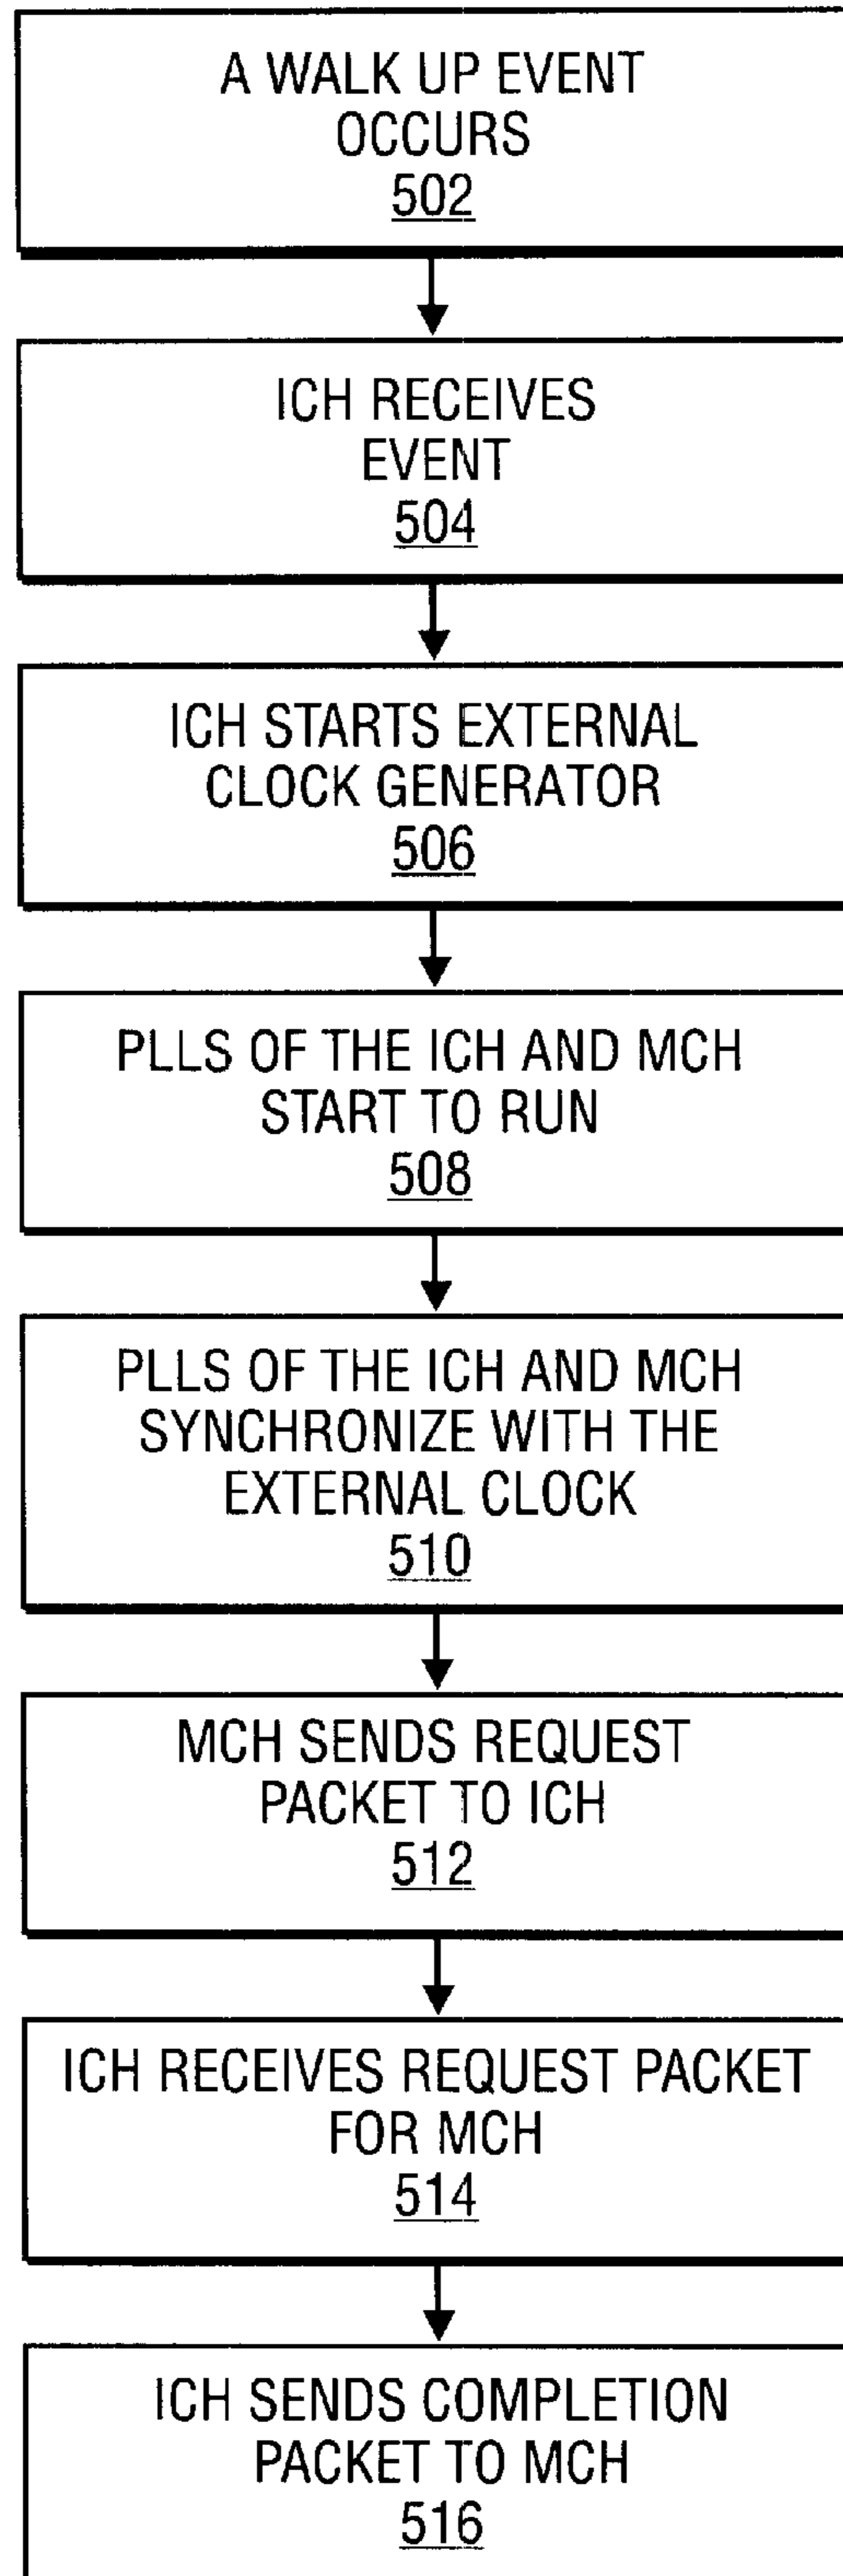 A WALK UP EVENT
OCCURS
502
ICH RECEIVES
EVENT
504
ICH STARTS EXTERNAL
CLOCK GENERATOR
506
PLLS OF THE ICH AND MCH
START TO RUN
508
PLLS OF THE ICH AND MCH
SYNCHRONIZE WITH THE
EXTERNAL CLOCK
510
MCH SENDS REQUEST
PACKET TO ICH
512
ICH RECEIVES REQUEST PACKET
FOR MCH
514
ICH SENDS COMPLETION
PACKET TO MCH
516